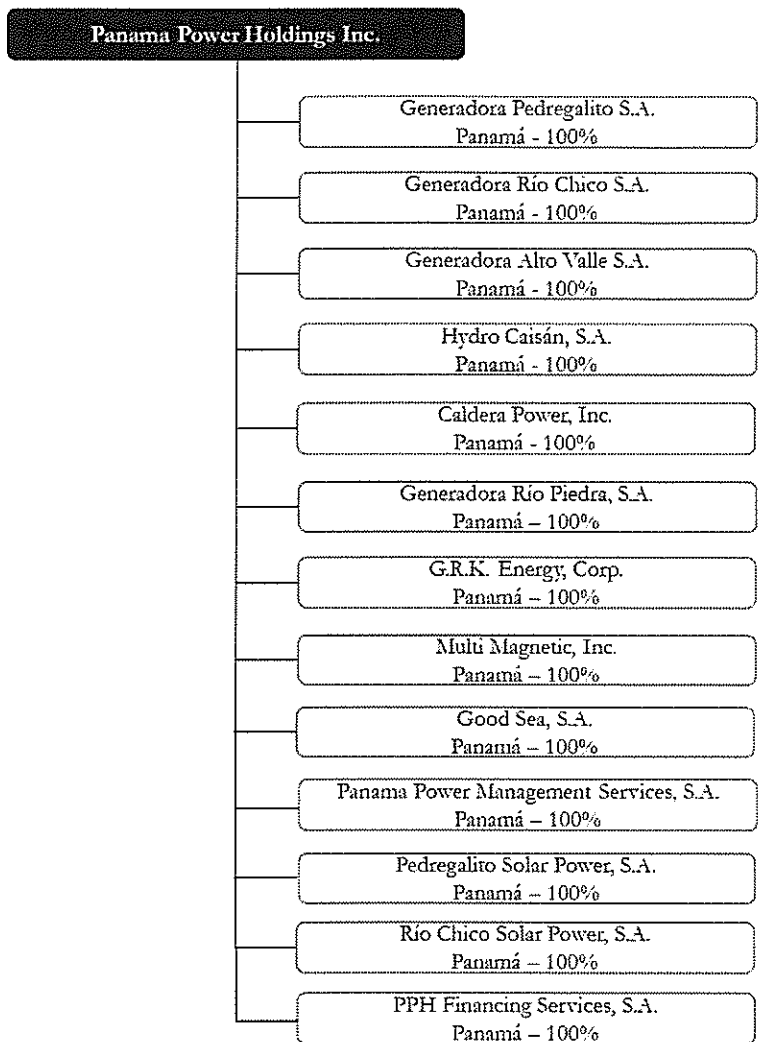 Panama Power Holdings Inc.
Generadora Pedregalito S.A.
Panamá - 100%
Generadora Río Chico S.A.
Panamá - 100%
Generadora Alto Valle S.A.
Panamá - 100%
Hydro Caisán, S.A.
Panamá - 100%
Caldera Power, Inc.
Panamá - 100%
Generadora Río Piedra, S.A.
Panamá – 100%
G.R.K. Energy, Corp.
Panamá – 100%
Multi Magnetic, Inc.
Panamá – 100%
Good Sea, S.A.
Panamá – 100%
Panama Power Management Services, S.A.
Panamá – 100%
Pedregalito Solar Power, S.A.
Panamá – 100%
Río Chico Solar Power, S.A.
Panamá – 100%
PPH Financing Services, S.A.
Panamá – 100%